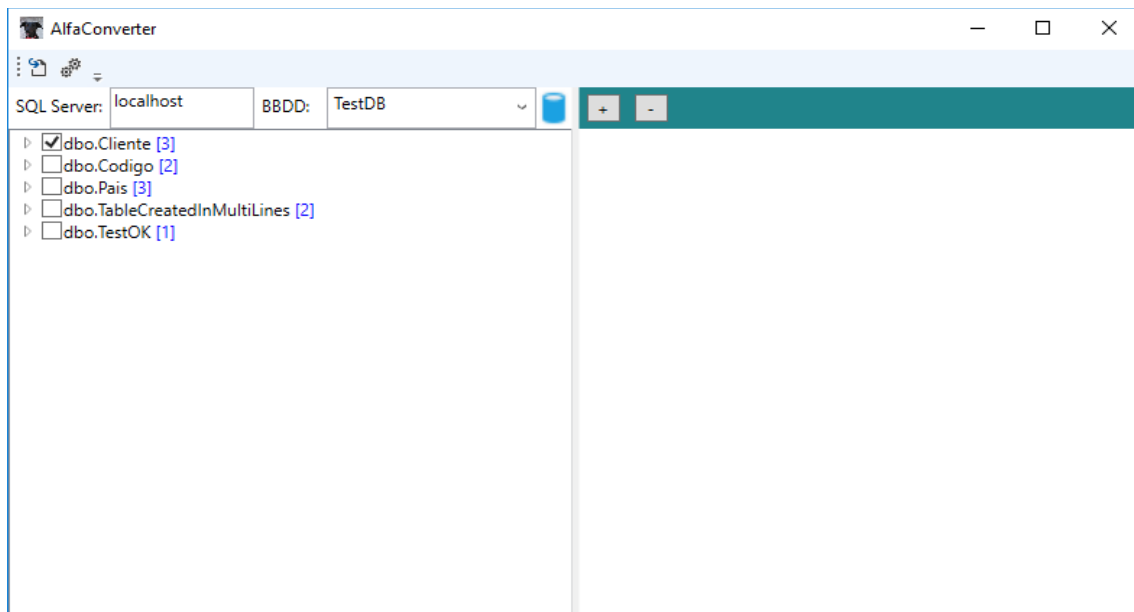 AlfaConverter
SQL Server: localhost BBDD: TestDB + -
dbo.Cliente [3]
dbo.Codigo [2]
dbo.Pais [3]
dbo.TableCreatedInMultiLines [2]
dbo.TestOK [1]